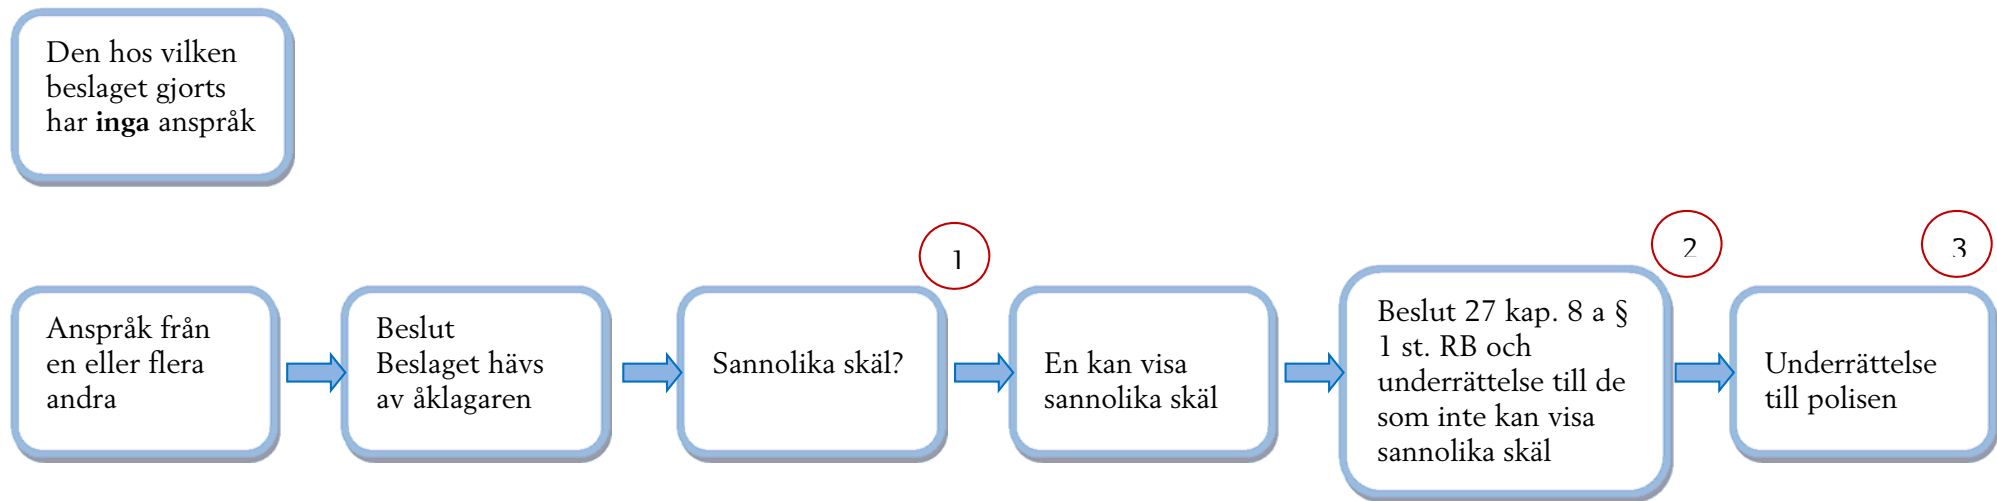 Den hos vilken
beslaget gjorts
har inga anspråk
1
2
3
Anspråk från
en eller flera
andra
Beslut
Beslaget hävs
av åklagaren
Sannolika skäl?
En kan visa
sannolika skäl
Beslut 27 kap. 8 a §
1 st. RB och
underrättelse till de
som inte kan visa
sannolika skäl
Underrättelse
till polisen